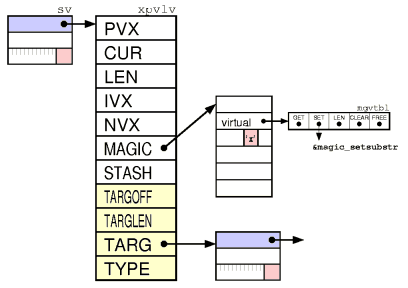 sv
xpvlv
PVX
CUR
LEN
IVX
NVX
MAGIC
STASH
TARGOFF
TARGLEN
TARG
TYPE
virtual
'x'
mgvtbl
GET SET LEN CLEAR FREE
&magic_setsubstr